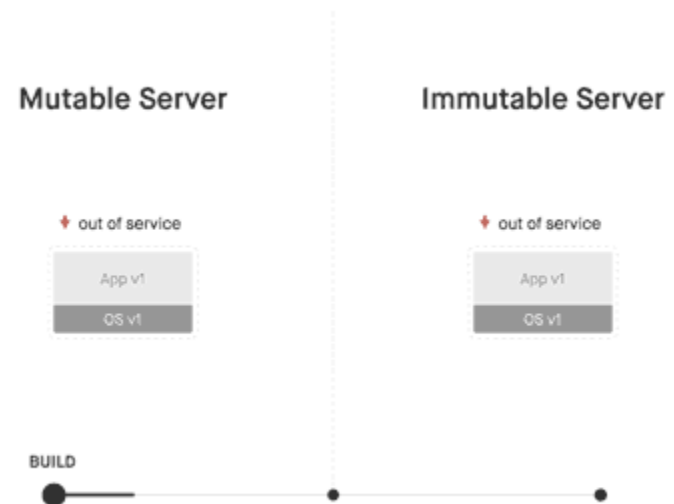 Mutable Server
Immutable Server
out of service
out of service
App v1
App v1
OS v1
OS v1
BUILD